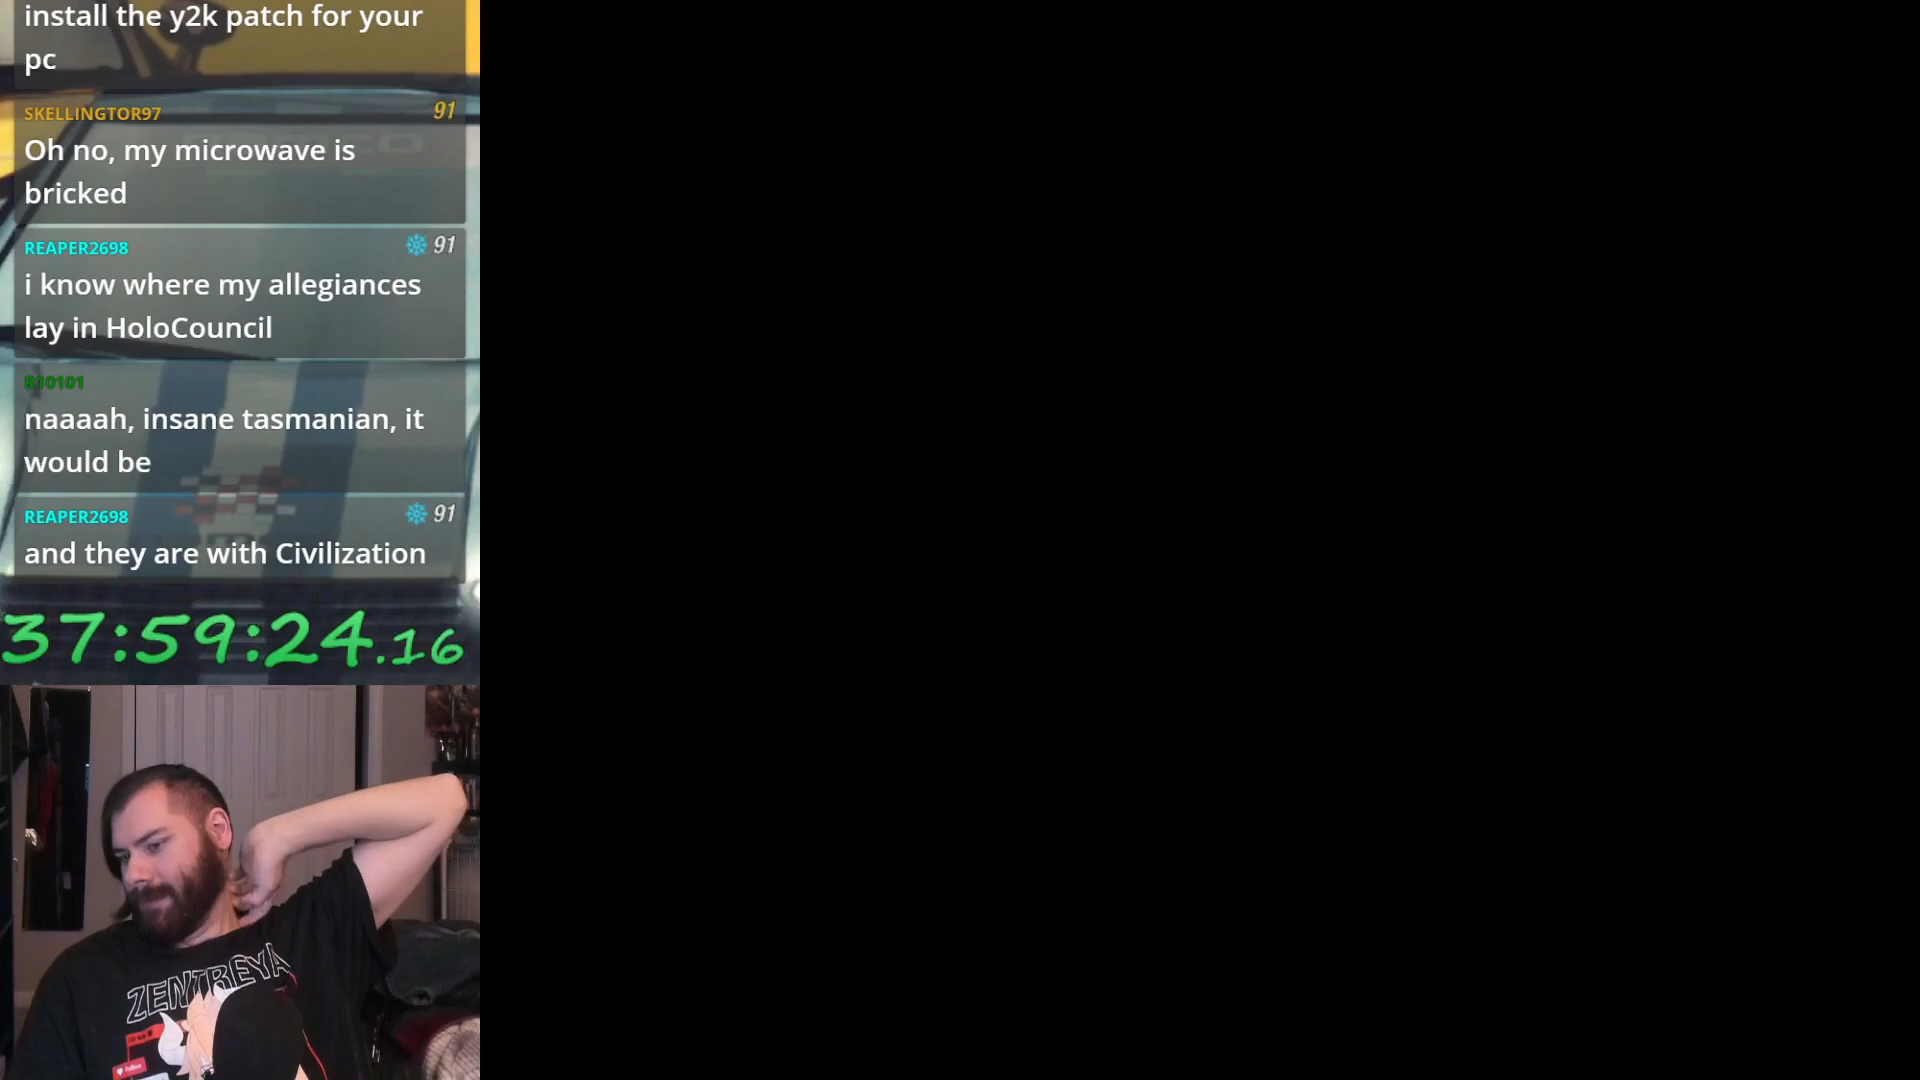 install the y2k patch for your
pc
SKELLINGTOR97 91
Oh no, my microwave is
bricked
REAPER2698 91
i know where my allegiances
lay in HoloCouncil
B10101
naaaah, insane tasmanian, it
would be
REAPER2698 91
and they are with Civilization
37:59:24.16
ZENTREYA